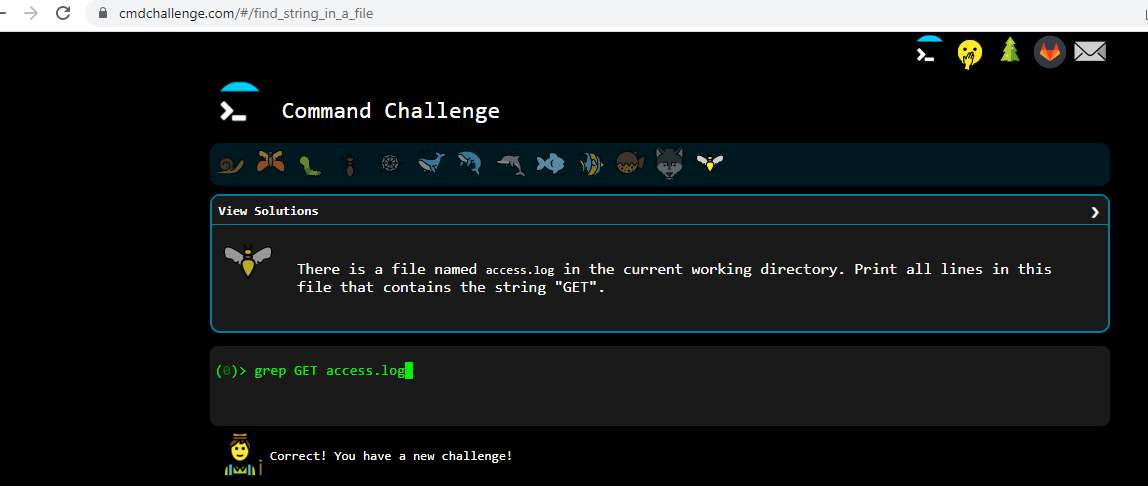 cmdchallenge.com/#/find_string_in_a_file
Command Challenge
View Solutions
There is a file named access.log in the current working directory. Print all lines in this
file that contains the string "GET".
(0)> grep GET access.log
Correct! You have a new challenge!